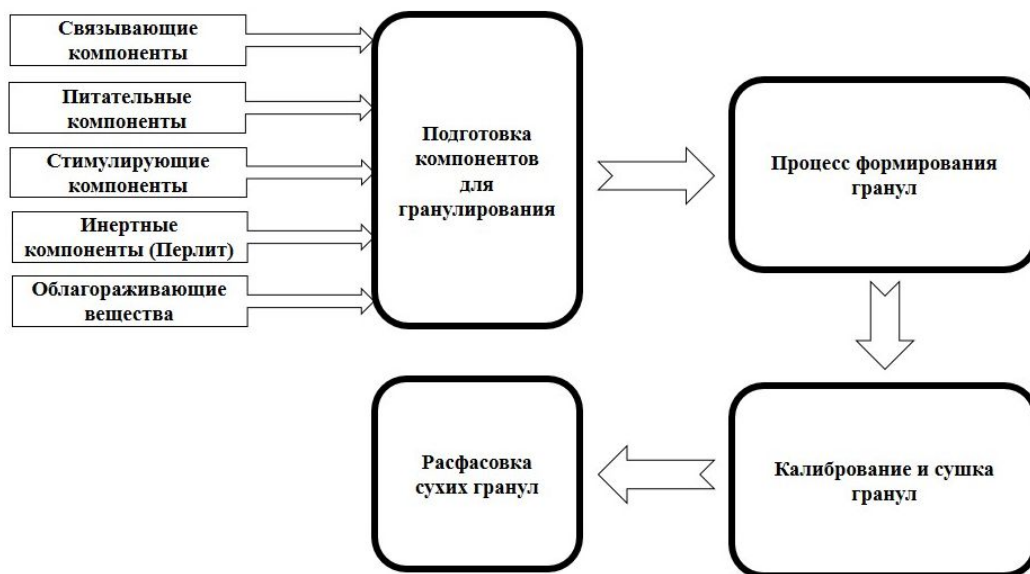 Связывающие
компоненты
Питательные
компоненты
Стимулирующие
компоненты
Инертные
компоненты (Перлит)
Облагораживающие
вещества
Подготовка
компонентов
для
гранулирования
Процесс формирования
гранул
Калибрование и сушка
гранул
Расфасовка
сухих гранул